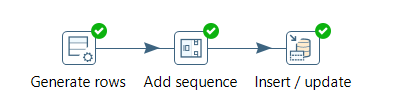 Generate rows Add sequence Insert / update